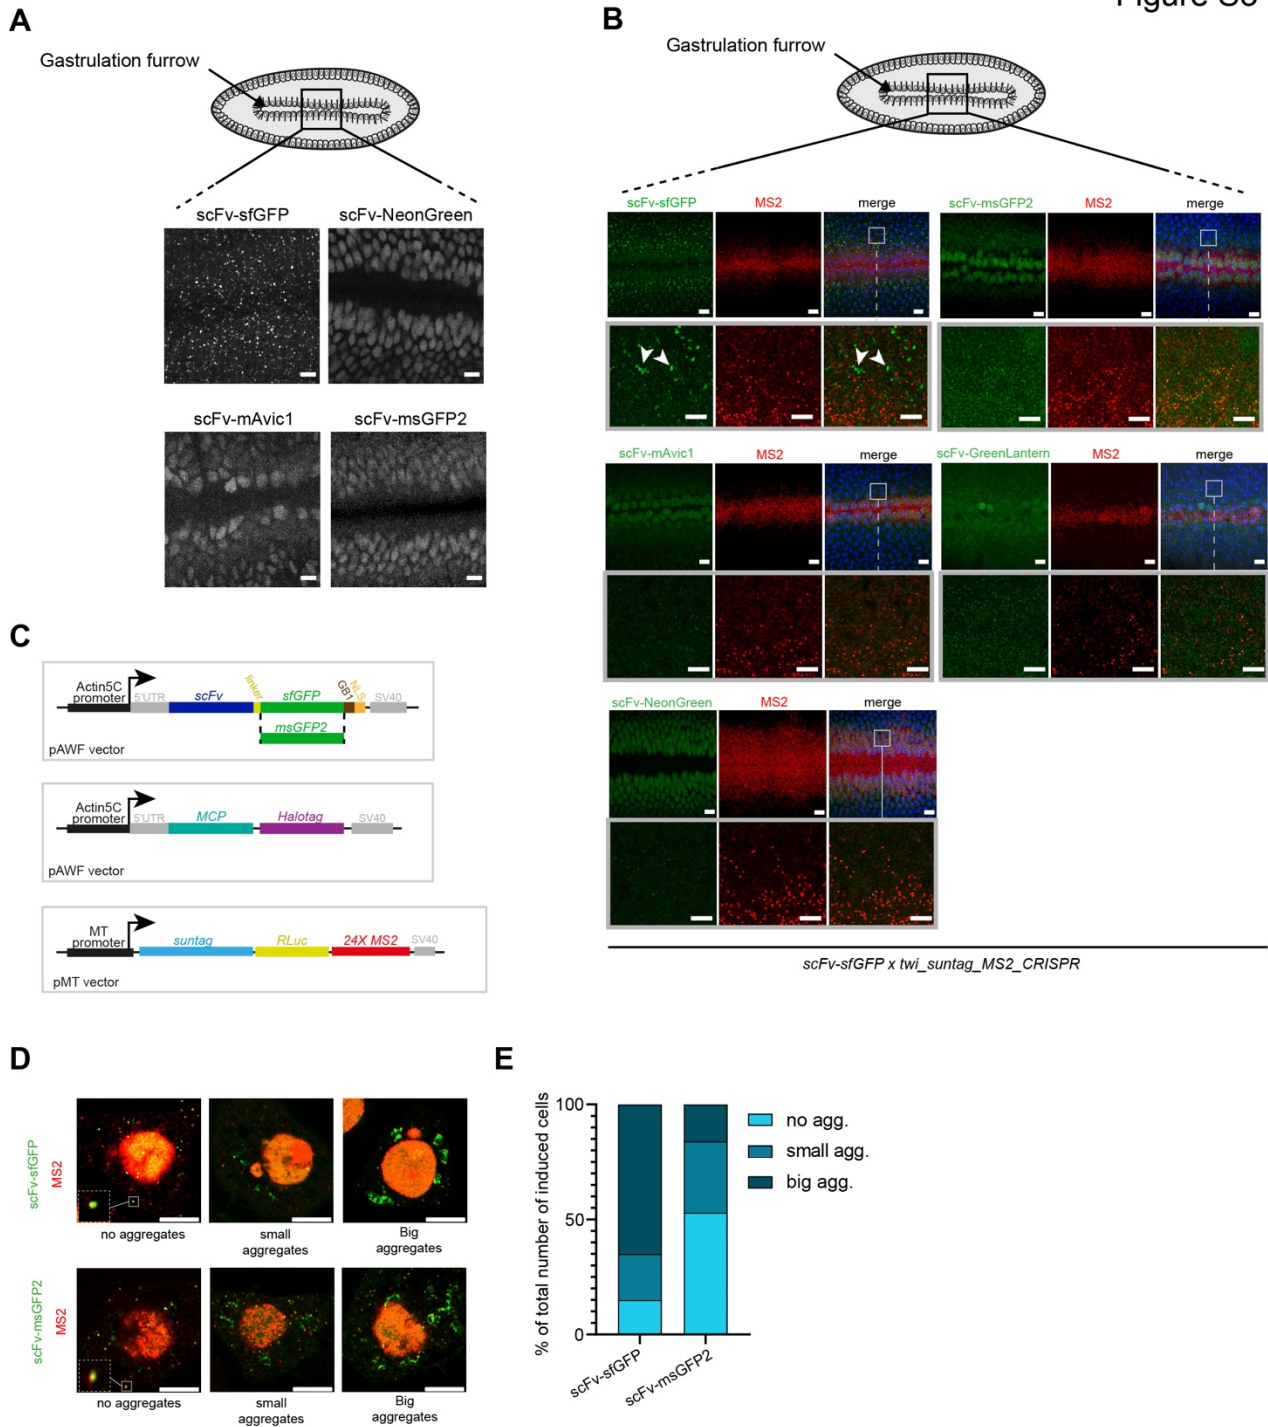 A
Gastrulation furrow
scFv-sfGFP scFv-NeonGreen
scFv-mAvic1 scFv-msGFP2
B
Gastrulation furrow
scFv-sfGFP MS2 merge scFv-msGFP2 MS2 merge
scFv-mAvic1 MS2 merge scFv-GreenLantern MS2 merge
scFv-NeonGreen MS2 merge
scFv-sfGFP x twi_suntag_MS2_CRISPR
C
Actin5C
promoter
5'UTR scFv linker sfGFP GB1 NLS SV40
msGFP2
pAWF vector
Actin5C
promoter
5'UTR MCP Halotag SV40
pAWF vector
MT
promoter
suntag RLuc 24X MS2 SV40
pMT vector
D
scFv-sfGFP
MS2
no aggregates small
aggregates
Big
aggregates
scFv-msGFP2
MS2
no aggregates small
aggregates
Big
aggregates
E
% of total number of induced cells
100
50
0
scFv-sfGFP
scFv-msGFP2
no agg.
small agg.
big agg.